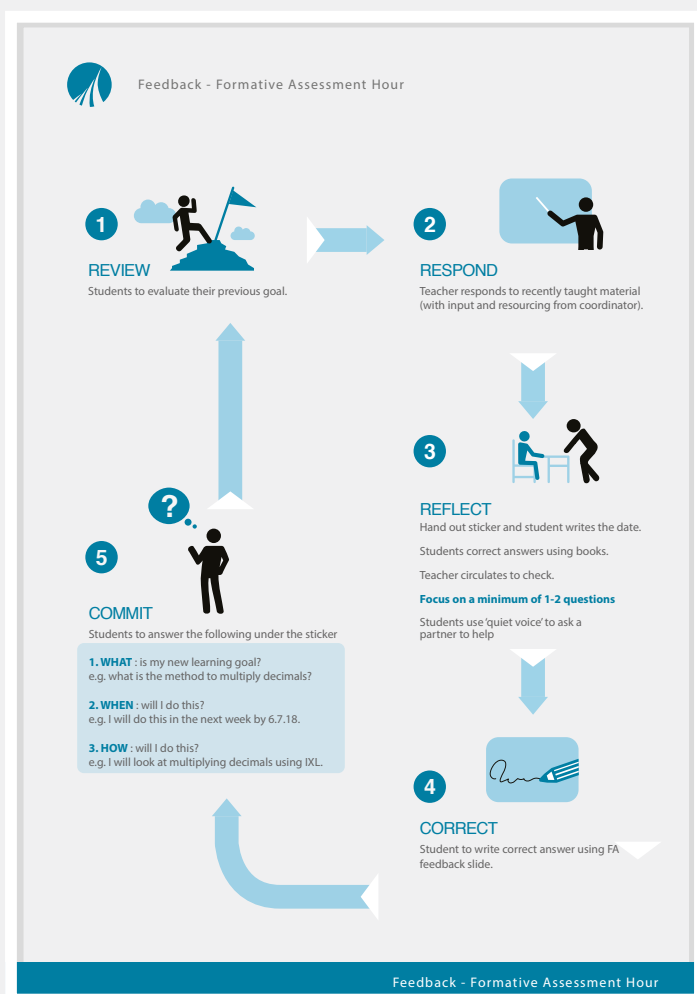 Feedback - Formative Assessment Hour
1
REVIEW
Students to evaluate their previous goal.
2
RESPOND
Teacher responds to recently taught material
(with input and resourcing from coordinator).
3
REFLECT
Hand out sticker and student writes the date.
Students correct answers using books.
Teacher circulates to check.
Focus on a minimum of 1-2 questions
Students use 'quiet voice' to ask a
partner to help
4
CORRECT
Student to write correct answer using FA
feedback slide.
?
5
COMMIT
Students to answer the following under the sticker
1. WHAT : is my new learning goal?
e.g. what is the method to multiply decimals?
2. WHEN : will I do this?
e.g. I will do this in the next week by 6.7.18.
3. HOW : will I do this?
e.g. I will look at multiplying decimals using IXL.
Feedback - Formative Assessment Hour